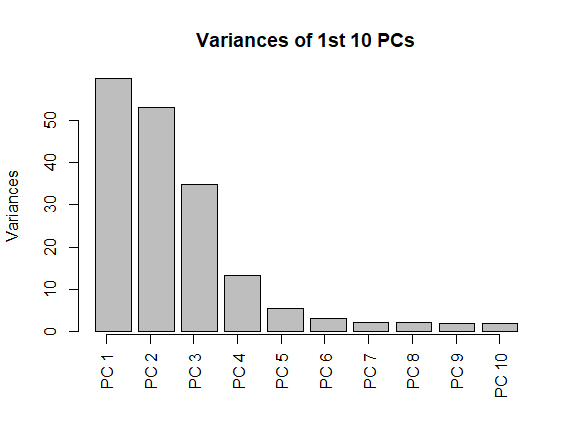 Variances of 1st 10 PCs
Variances
50
40
30
20
10
0
PC 1
PC 2
PC 3
PC 4
PC 5
PC 6
PC 7
PC 8
PC 9
PC 10